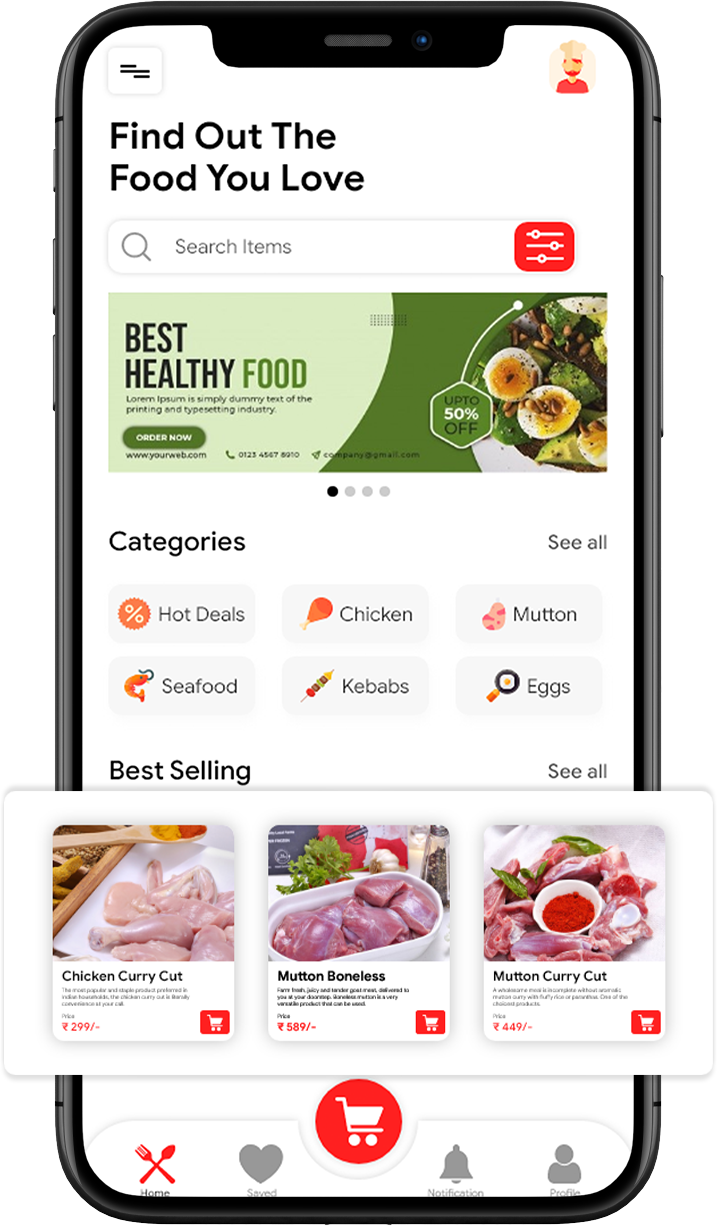 Find Out The
Food You Love
Search Items
BEST
HEALTHY FOOD
Lorem Ipsum is simply dummy text of the
printing and typesetting industry.
ORDER NOW
www.yourweb.com 0123 4567 8910 company@gmail.com
UPTO
50%
OFF
Categories See all
Hot Deals Chicken Mutton
Seafood Kebabs Eggs
Best Selling See all
Chicken Curry Cut
The most popular and staple product preferred in
Indian households, the chicken curry cut is literally
convenience at your call.
Price
₹ 299/-
Mutton Boneless
Farm fresh, juicy and tender goat meat, delivered to
you at your doorstep. Boneless mutton is a very
versatile product that can be used.
Price
₹ 589/-
Mutton Curry Cut
A wholesome meal is incomplete without aromatic
mutton curry with fluffy rice or parathas. One of the
choicest products.
Price
₹ 449/-
Home Saved Notification Profile